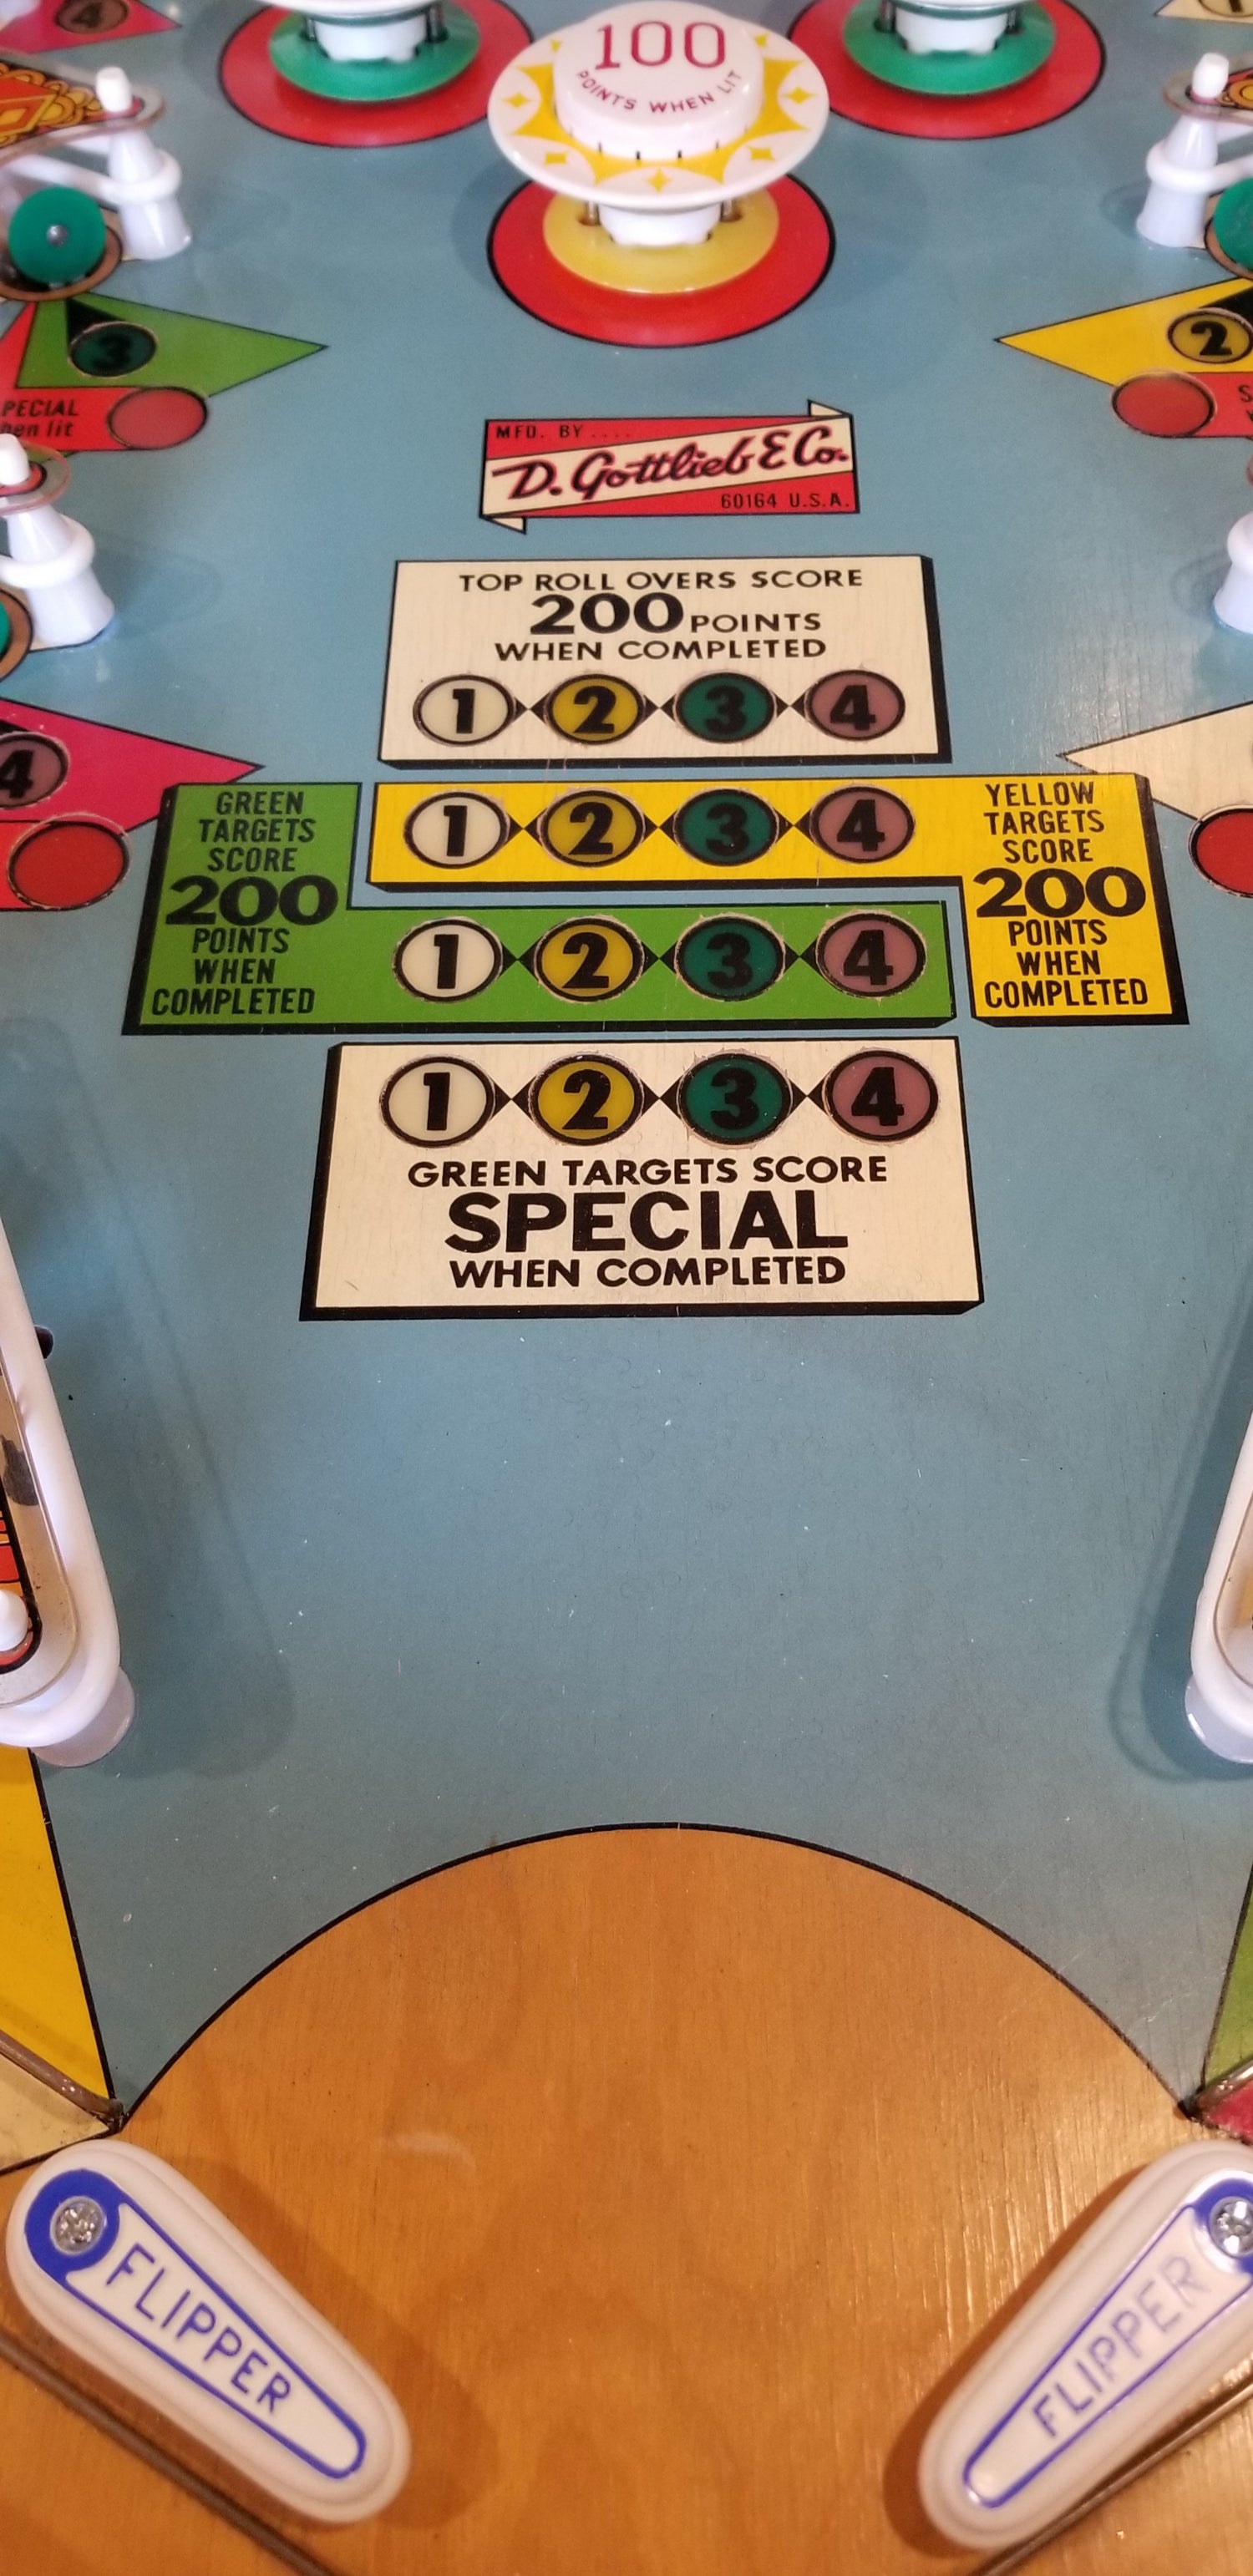 4
1
100
POINTS WHEN LIT
3
2
PECIAL
en lit
S
MFD. BY....
D. Gottlieb & Co.
60164 U.S.A.
TOP ROLL OVERS SCORE
200 POINTS
WHEN COMPLETED
1 2 3 4
4
GREEN
TARGETS
SCORE
200
POINTS
WHEN
COMPLETED
1 2 3 4
YELLOW
TARGETS
SCORE
200
POINTS
WHEN
COMPLETED
1 2 3 4
1 2 3 4
GREEN TARGETS SCORE
SPECIAL
WHEN COMPLETED
FLIPPER
FLIPPER